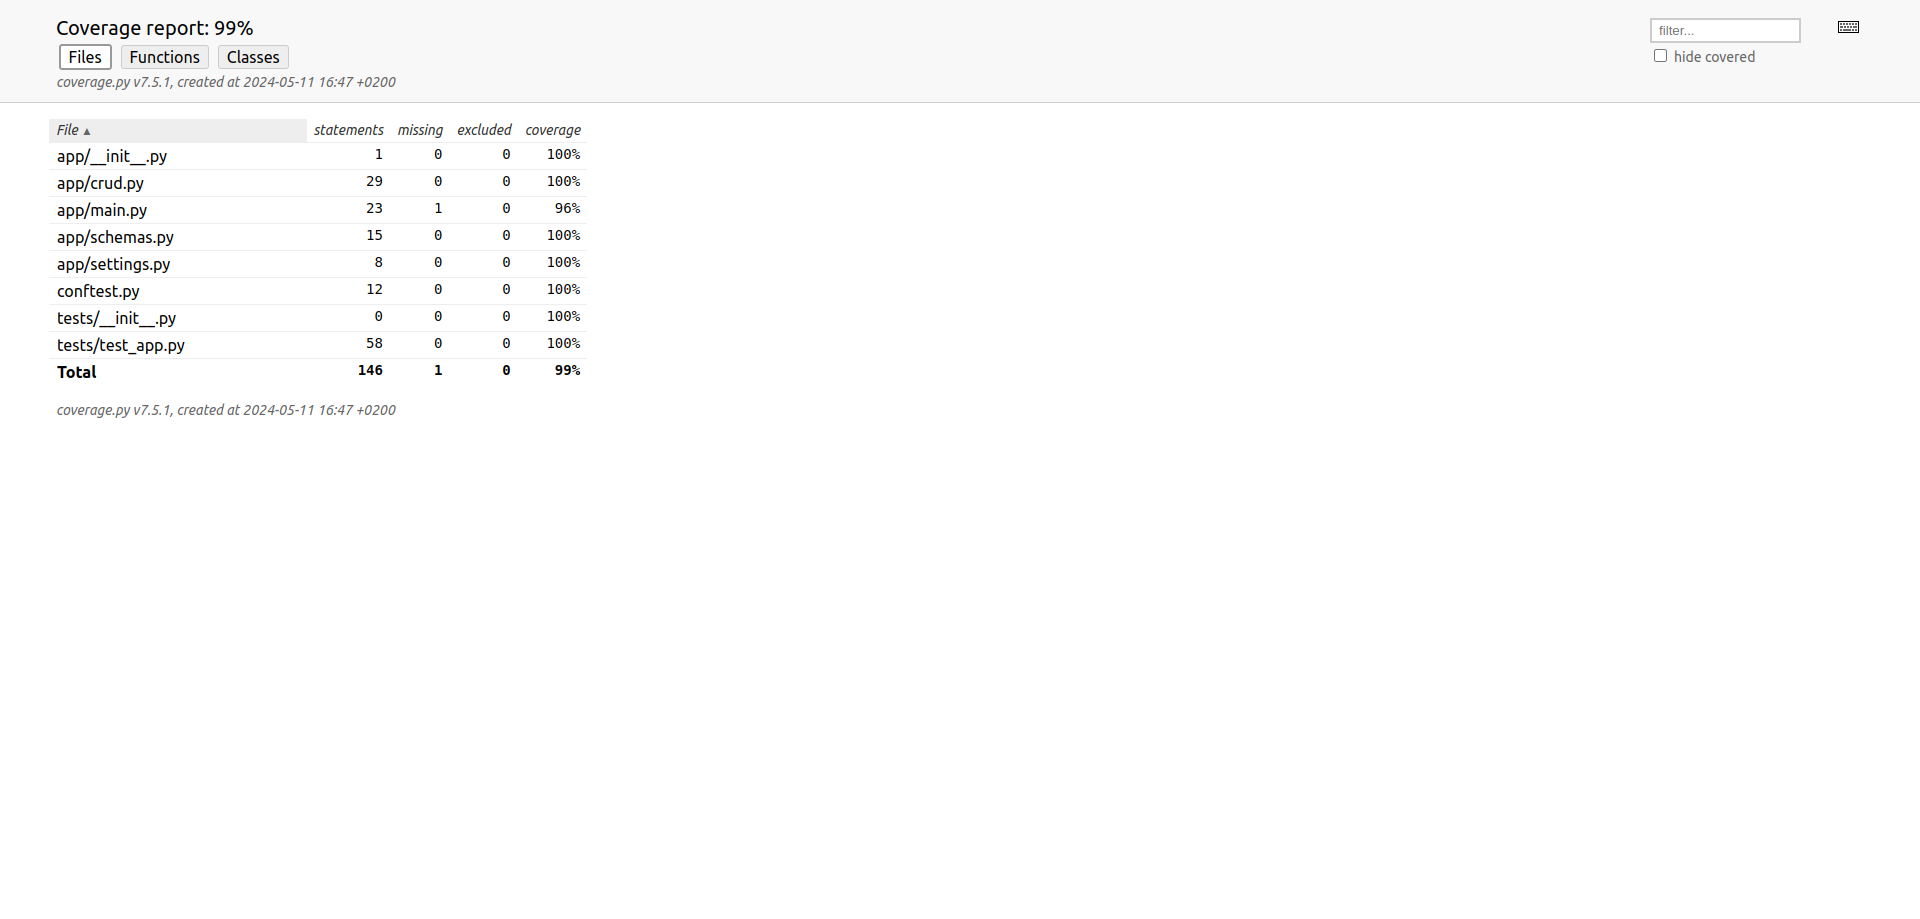 Coverage report: 99%
Files Functions Classes
coverage.py v7.5.1, created at 2024-05-11 16:47 +0200
filter...
hide covered
File ▲ statements missing excluded coverage
app/__init__.py 1 0 0 100%
app/crud.py 29 0 0 100%
app/main.py 23 1 0 96%
app/schemas.py 15 0 0 100%
app/settings.py 8 0 0 100%
conftest.py 12 0 0 100%
tests/__init__.py 0 0 0 100%
tests/test_app.py 58 0 0 100%
Total 146 1 0 99%
coverage.py v7.5.1, created at 2024-05-11 16:47 +0200